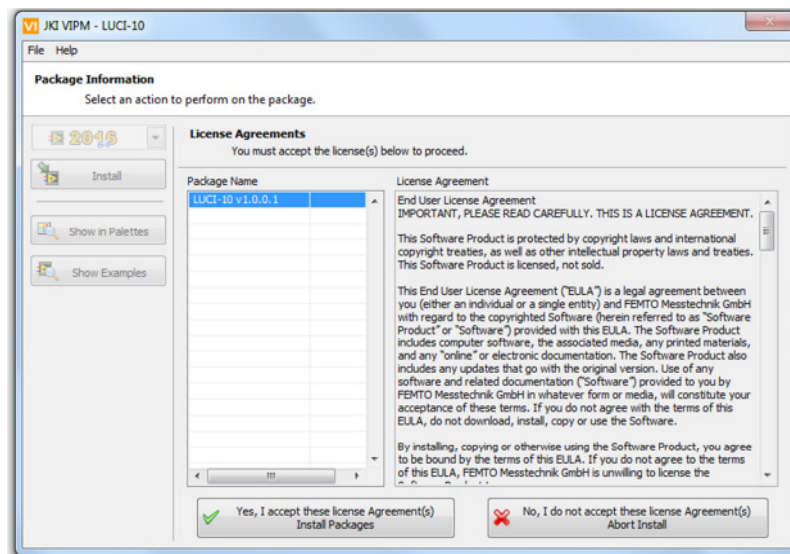 JKI VIPM - LUCI-10
File Help
Package Information
Select an action to perform on the package.
2016
Install
Show in Palettes
Show Examples
License Agreements
You must accept the license(s) below to proceed.
Package Name
LUCI-10 v1.0.0.1
License Agreement
End User License Agreement
IMPORTANT, PLEASE READ CAREFULLY. THIS IS A LICENSE AGREEMENT.
This Software Product is protected by copyright laws and international
copyright treaties, as well as other intellectual property laws and treaties.
This Software Product is licensed, not sold.
This End User License Agreement ("EULA") is a legal agreement between
you (either an individual or a single entity) and FEMTO Messtechnik GmbH
with regard to the copyrighted Software (herein referred to as "Software
Product" or "Software") provided with this EULA. The Software Product
includes computer software, the associated media, any printed materials,
and any "online" or electronic documentation. The Software Product also
includes any updates that go with the original version. Use of any
software and related documentation ("Software") provided to you by
FEMTO Messtechnik GmbH in whatever form or media, will constitute your
acceptance of these terms. If you do not agree with the terms of this
EULA, do not download, install, copy or use the Software.
By installing, copying or otherwise using the Software Product, you agree
to be bound by the terms of this EULA. If you do not agree to the terms
of this EULA, FEMTO Messtechnik GmbH is unwilling to license the
Yes, I accept these license Agreement(s)
Install Packages
No, I do not accept these license Agreement(s)
Abort Install